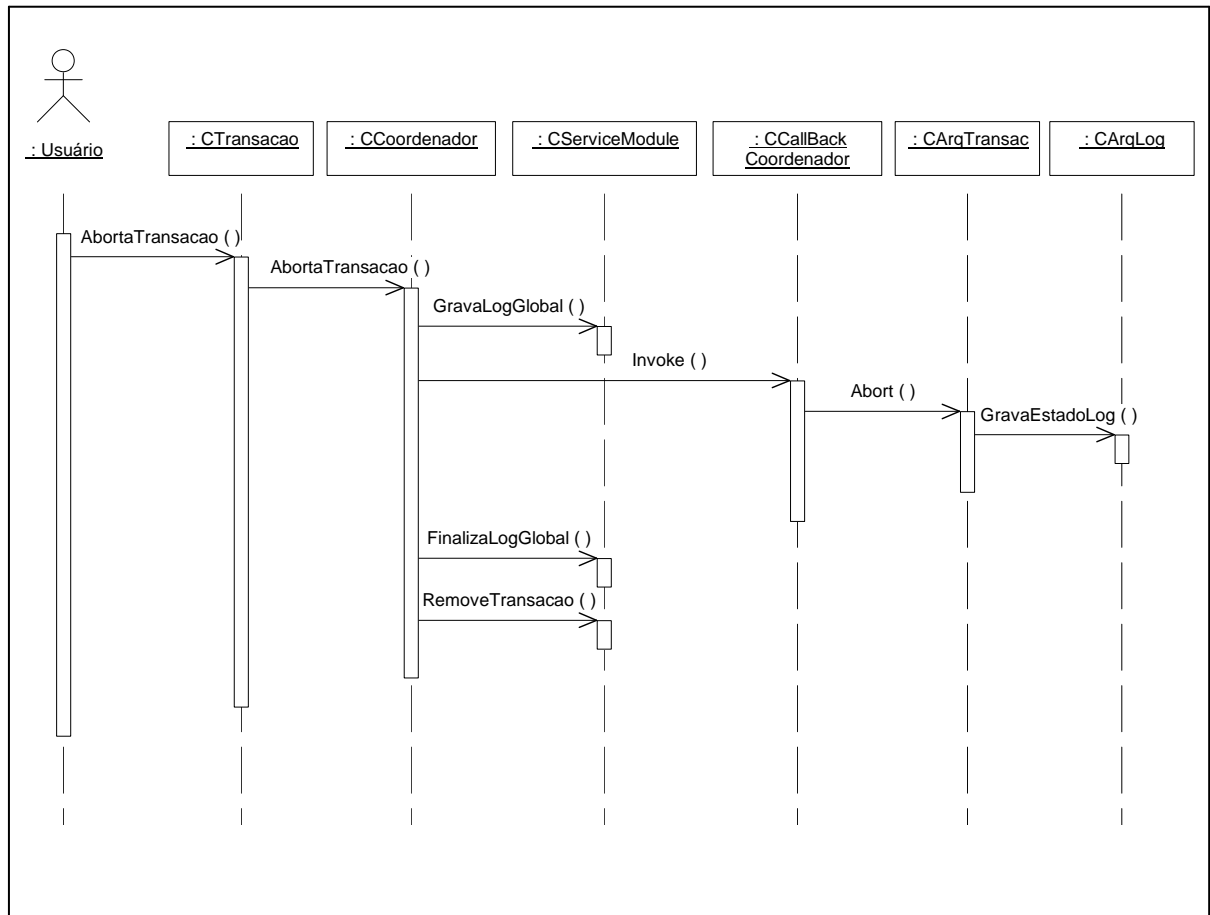 : Usuário
: CTransacao
: CCoordenador
: CServiceModule
: CCallBack
Coordenador)
: CArqTransac
: CArqLog
AbortaTransacao ( )
AbortaTransacao ( )
GravaLogGlobal ( )
Invoke ( )
Abort ( )
GravaEstadoLog ( )
FinalizaLogGlobal ( )
RemoveTransacao ( )